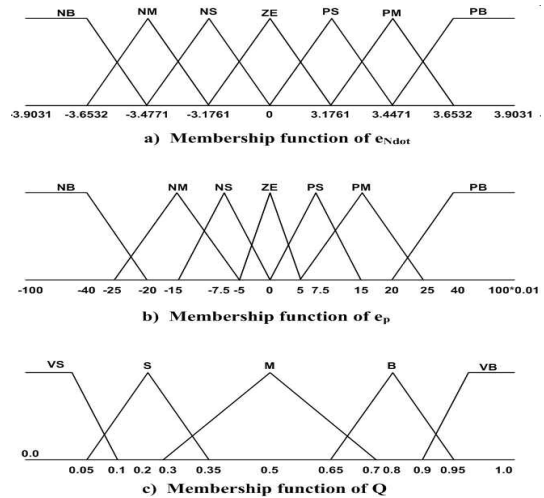 NB NM NS ZE PS PM PB
-3.9031 -3.6532 -3.4771 -3.1761 0 3.1761 3.4471 3.6532 3.9031
a) Membership function of eNdot
NB NM NS ZE PS PM PB
-100 -40 -25 -20 -15 -7.5 -5 0 5 7.5 15 20 25 40 100*0.01
b) Membership function of ep
VS S M B VB
0.0
0.05 0.1 0.2 0.3 0.35 0.5 0.65 0.7 0.8 0.9 0.95 1.0
c) Membership function of Q